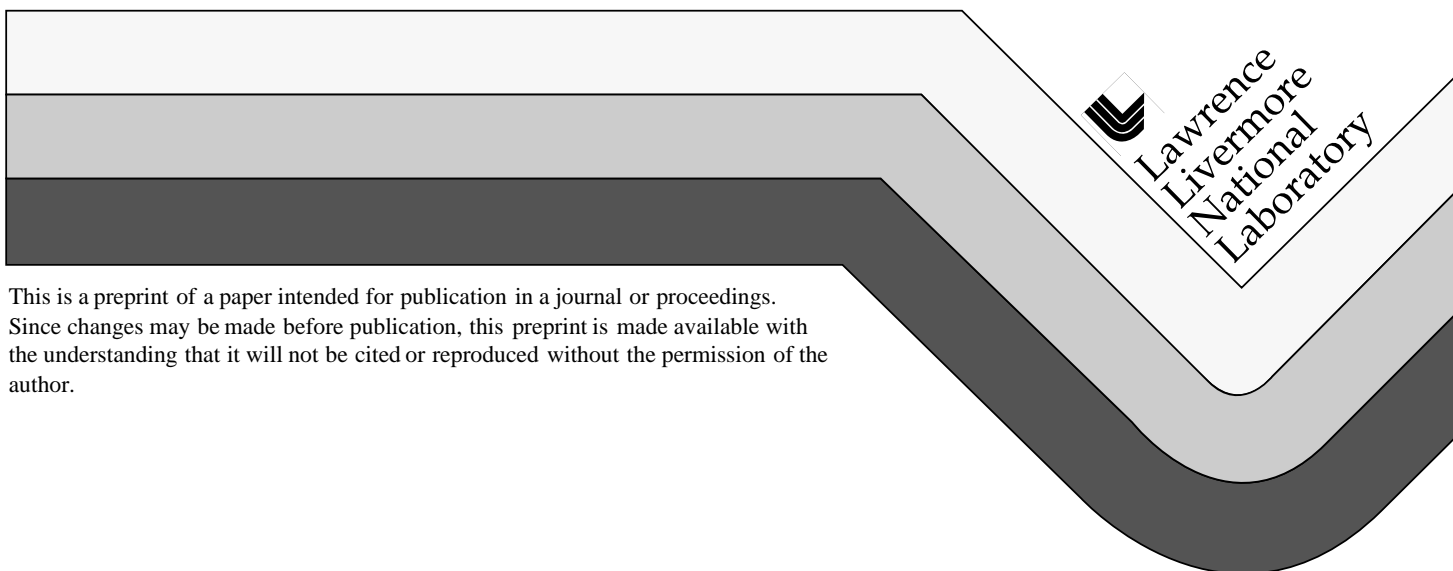 Lawrence
Livermore
National
Laboratory
This is a preprint of a paper intended for publication in a journal or proceedings.
Since changes may be made before publication, this preprint is made available with
the understanding that it will not be cited or reproduced without the permission of the
author.